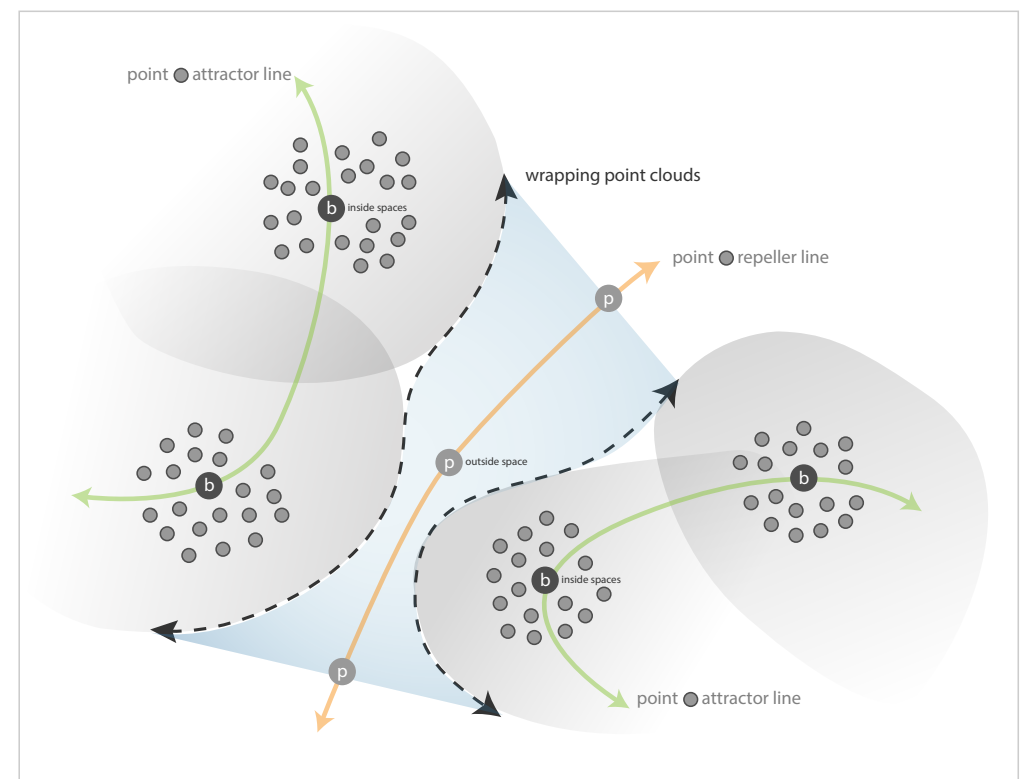 point attractor line
wrapping point clouds
b inside spaces
point repeller line
p
p outside space
b
b
b inside spaces
p
point attractor line